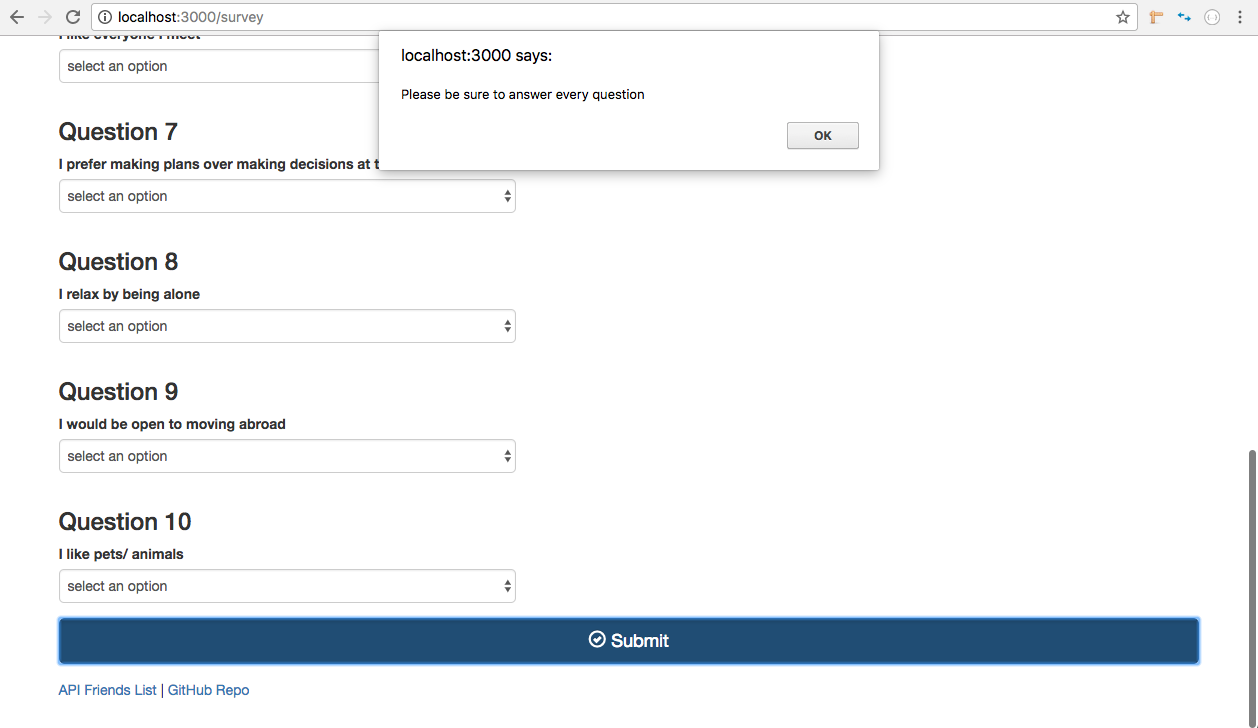 localhost:3000/survey
I like everyone I meet
select an option
localhost:3000 says:
Please be sure to answer every question
OK
Question 7
I prefer making plans over making decisions at t
select an option
Question 8
I relax by being alone
select an option
Question 9
I would be open to moving abroad
select an option
Question 10
I like pets/ animals
select an option
Submit
API Friends List | GitHub Repo